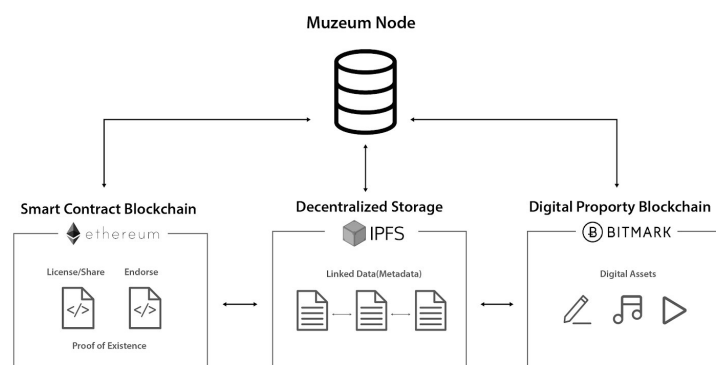 Muzeum Node
Smart Contract Blockchain
ethereum
License/Share
Endorse
</>
</>
Proof of Existence
Decentralized Storage
IPFS
Linked Data(Metadata)
Digital Proporty Blockchain
BITMARK
Digital Assets